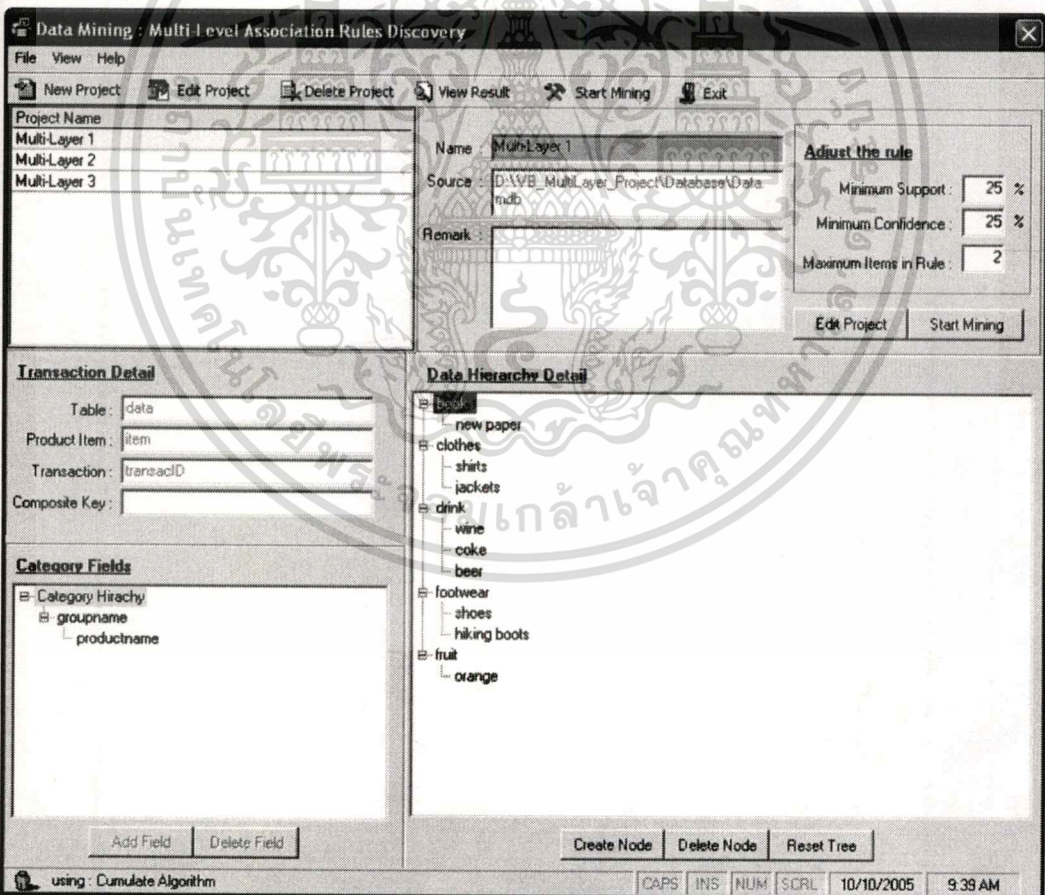 Data Mining : Multi-Level Association Rules Discovery
File View Help
New Project Edit Project Delete Project View Result Start Mining Exit
Project Name
Multi-Layer 1
Multi-Layer 2
Multi-Layer 3
Name : Multi-Layer 1
Source : D:\VB_MultiLayer_Project\Database\Data.
mdb
Remark :
Adjust the rule
Minimum Support : 25 %
Minimum Confidence : 25 %
Maximum Items in Rule : 2
Edit Project Start Mining
Transaction Detail
Table : data
Product Item : item
Transaction : transacID
Composite Key :
Category Fields
Category Hirachy
groupname
productname
Add Field Delete Field
Data Hierarchy Detail
new paper
clothes
shirts
jackets
drink
wine
coke
beer
footwear
shoes
hiking boots
fruit
orange
Create Node Delete Node Reset Tree
using : Cumulate Algorithm CAPS INS NUM SCRL 10/10/2005 9:39 AM